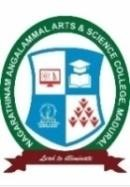 NAGARATHINAM ANGALAMMAL ARTS & SCIENCE COLLEGE, MADURAI
Lead to illuminate